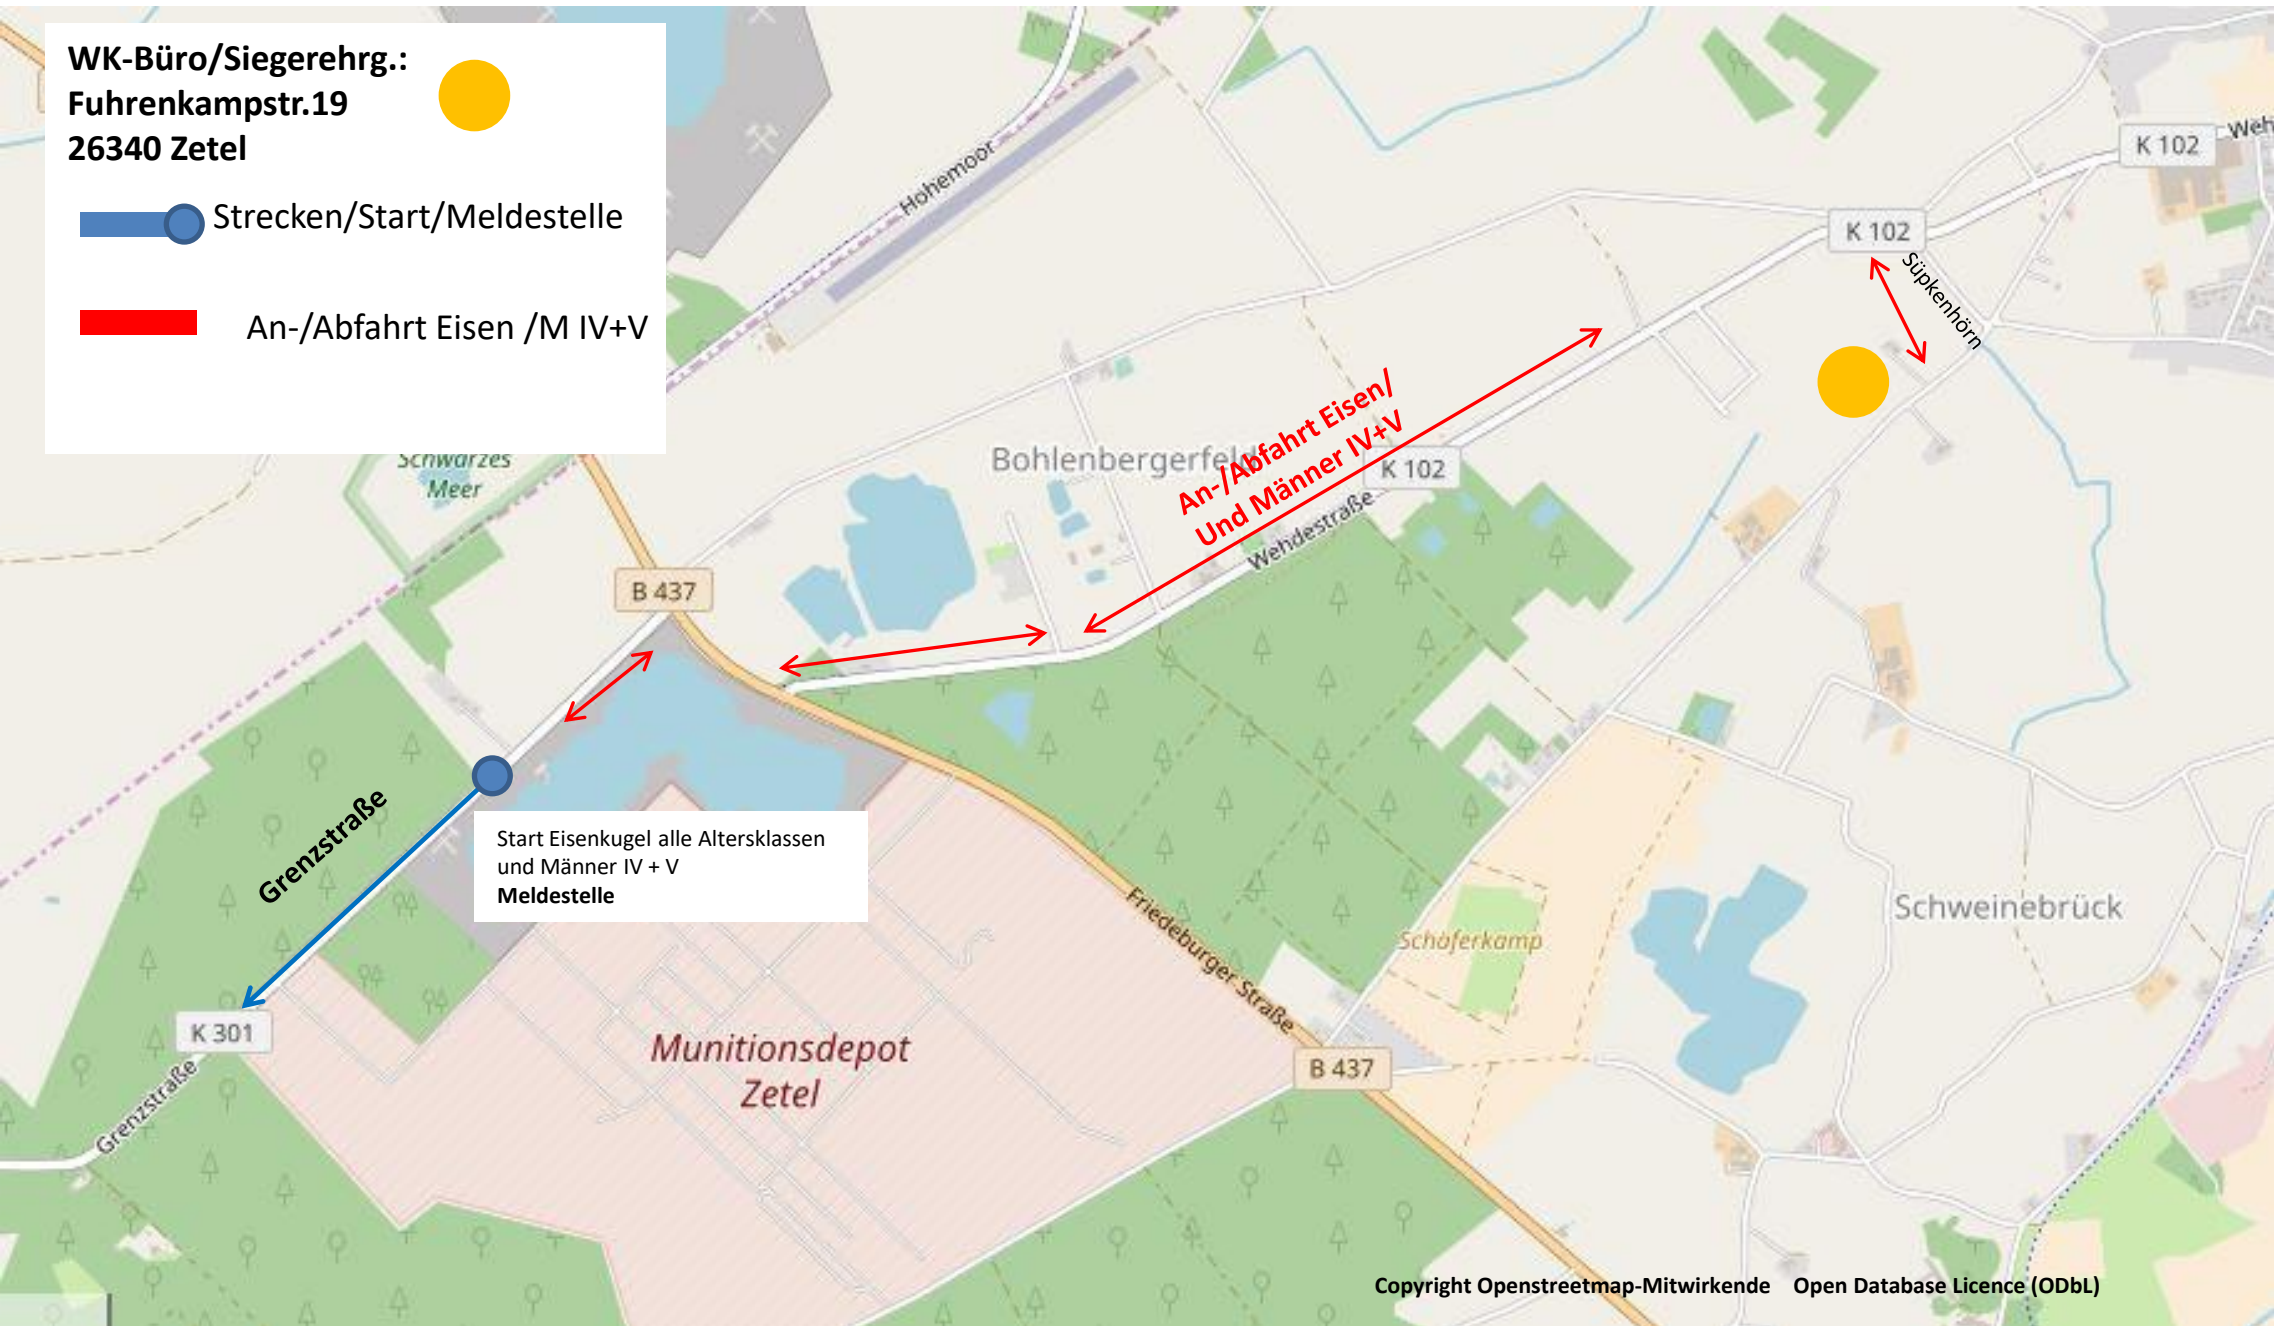 WK-Büro/Siegerehrg.:
Fuhrenkampstr.19
26340 Zetel
Strecken/Start/Meldestelle
An-/Abfahrt Eisen /M IV+V
Hohemoor
K 102
Weh
K 102
Süpkenhörn
An-/Abfahrt Eisen/
Und Männer IV+V
Bohlenbergerfeld
K 102
Wehdestraße
Schwarzes
Meer
B 437
Grenzstraße
Start Eisenkugel alle Altersklassen
und Männer IV + V
Meldestelle
Friedeburger Straße
Schäferkamp
Schweinebrück
K 301
Grenzstraße
Munitionsdepot
Zetel
B 437
Copyright Openstreetmap-Mitwirkende Open Database Licence (ODbL)